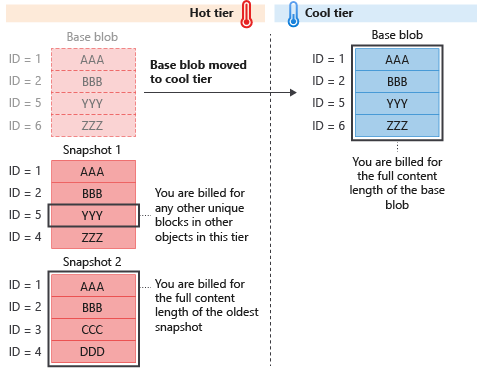 Hot tier
Cool tier
Base blob
ID = 1 AAA
ID = 2 BBB
ID = 5 YYY
ID = 6 ZZZ
Base blob moved
to cool tier
Base blob
ID = 1 AAA
ID = 2 BBB
ID = 5 YYY
ID = 6 ZZZ
You are billed for
the full content
length of the base
blob
Snapshot 1
ID = 1 AAA
ID = 2 BBB
ID = 5 YYY
ID = 4 ZZZ
You are billed for
any other unique
blocks in other
objects in this tier
Snapshot 2
ID = 1 AAA
ID = 2 BBB
ID = 3 CCC
ID = 4 DDD
You are billed for
the full content
length of the oldest
snapshot